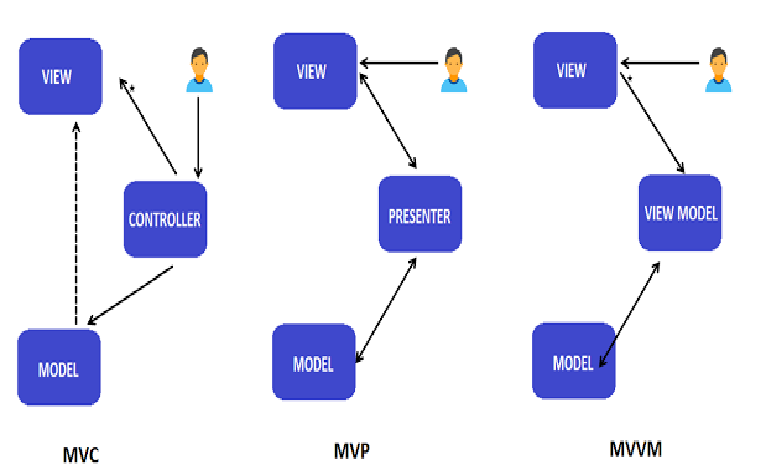 VIEW
CONTROLLER
MODEL
MVC
VIEW
PRESENTER
MODEL
MVP
VIEW
VIEW MODEL
MODEL
MVVM